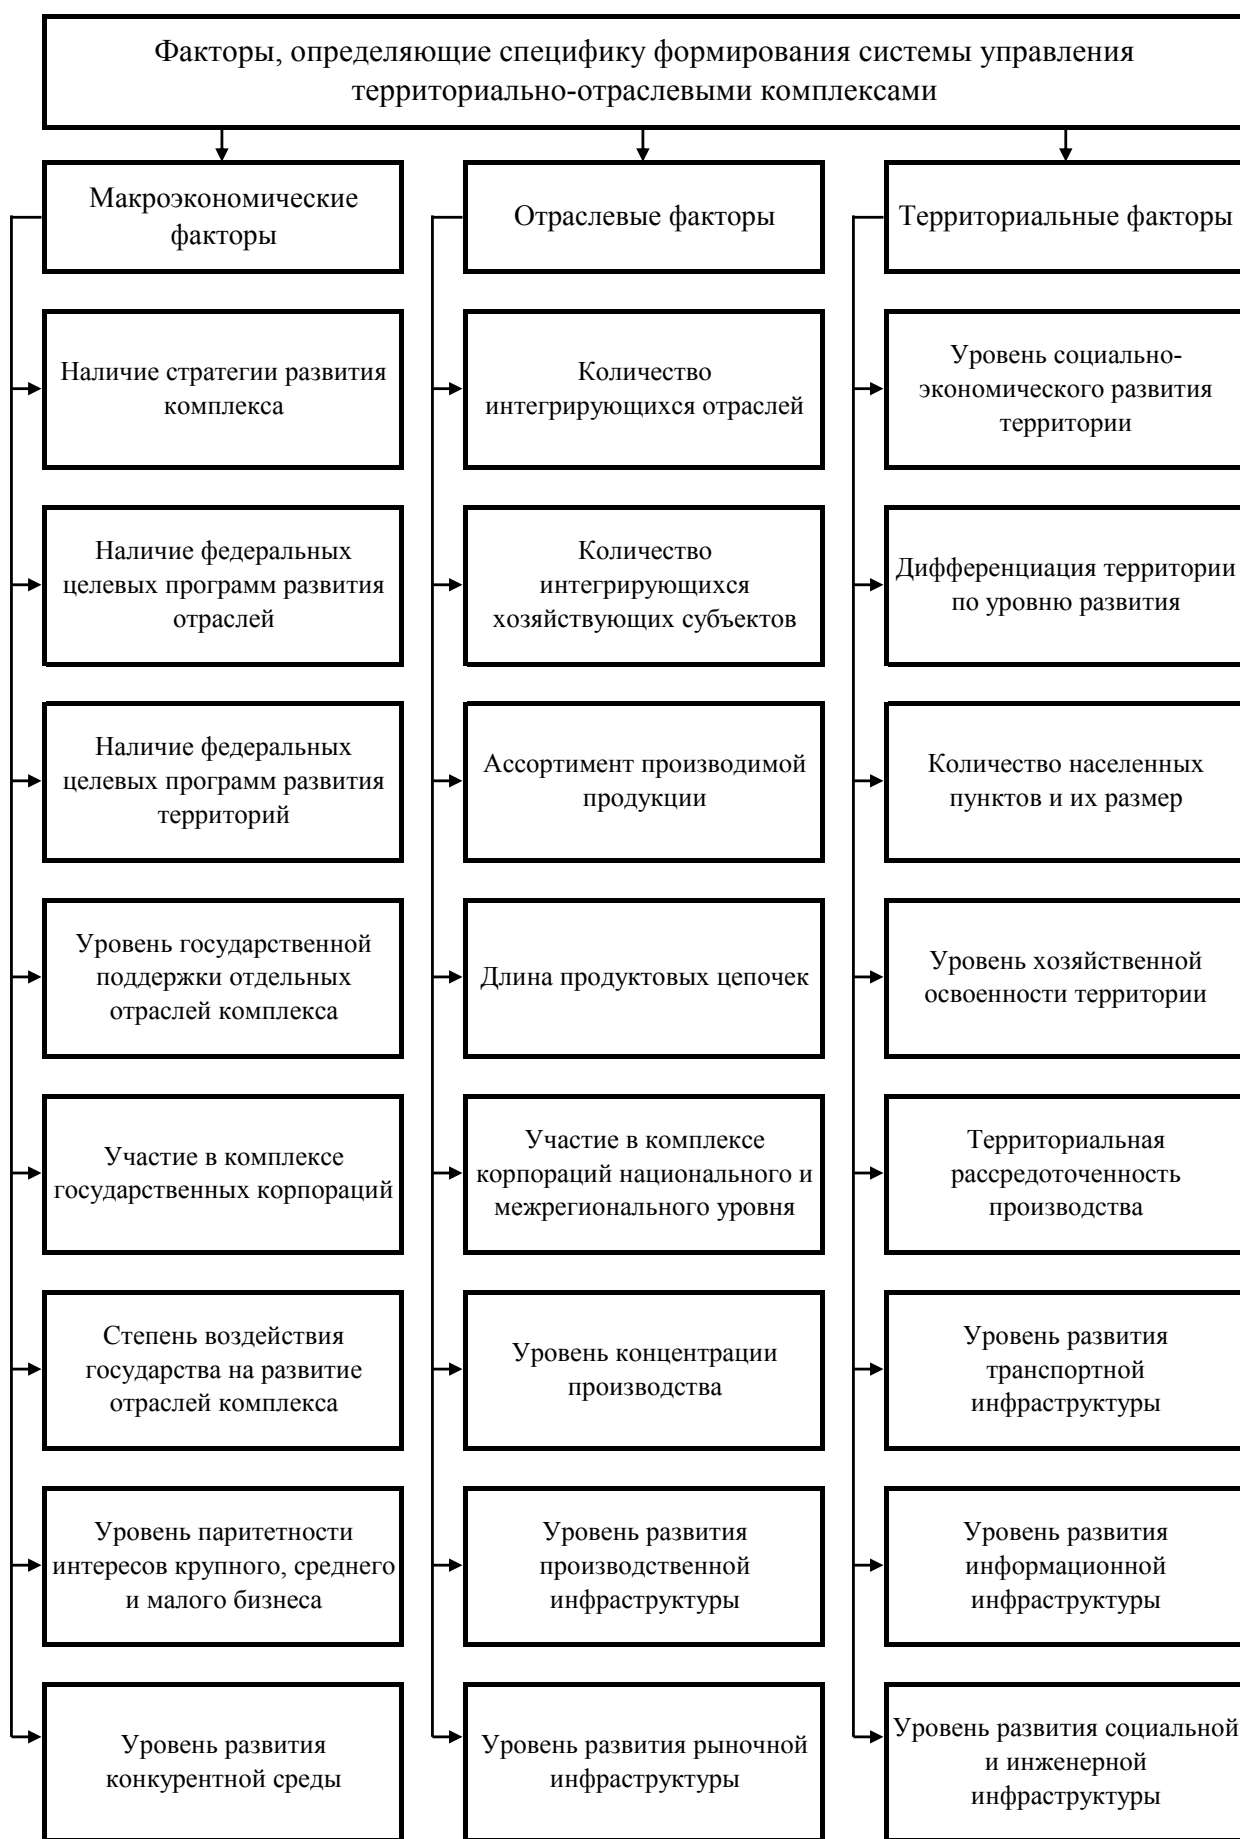 Факторы, определяющие специфику формирования системы управления
территориально-отраслевыми комплексами
Макроэкономические
факторы
Отраслевые факторы
Территориальные факторы
Наличие стратегии развития
комплекса
Количество
интегрирующихся отраслей
Уровень социально-
экономического развития
территории
Наличие федеральных
целевых программ развития
отраслей
Количество
интегрирующихся
хозяйствующих субъектов
Дифференциация территории
по уровню развития
Наличие федеральных
целевых программ развития
территорий
Ассортимент производимой
продукции
Количество населенных
пунктов и их размер
Уровень государственной
поддержки отдельных
отраслей комплекса
Длина продуктовых цепочек
Уровень хозяйственной
освоенности территории
Участие в комплексе
государственных корпораций
Участие в комплексе
корпораций национального и
межрегионального уровня
Территориальная
рассредоточенность
производства
Степень воздействия
государства на развитие
отраслей комплекса
Уровень концентрации
производства
Уровень развития
транспортной
инфраструктуры
Уровень паритетности
интересов крупного, среднего
и малого бизнеса
Уровень развития
производственной
инфраструктуры
Уровень развития
информационной
инфраструктуры
Уровень развития
конкурентной среды
Уровень развития рыночной
инфраструктуры
Уровень развития социальной
и инженерной
инфраструктуры